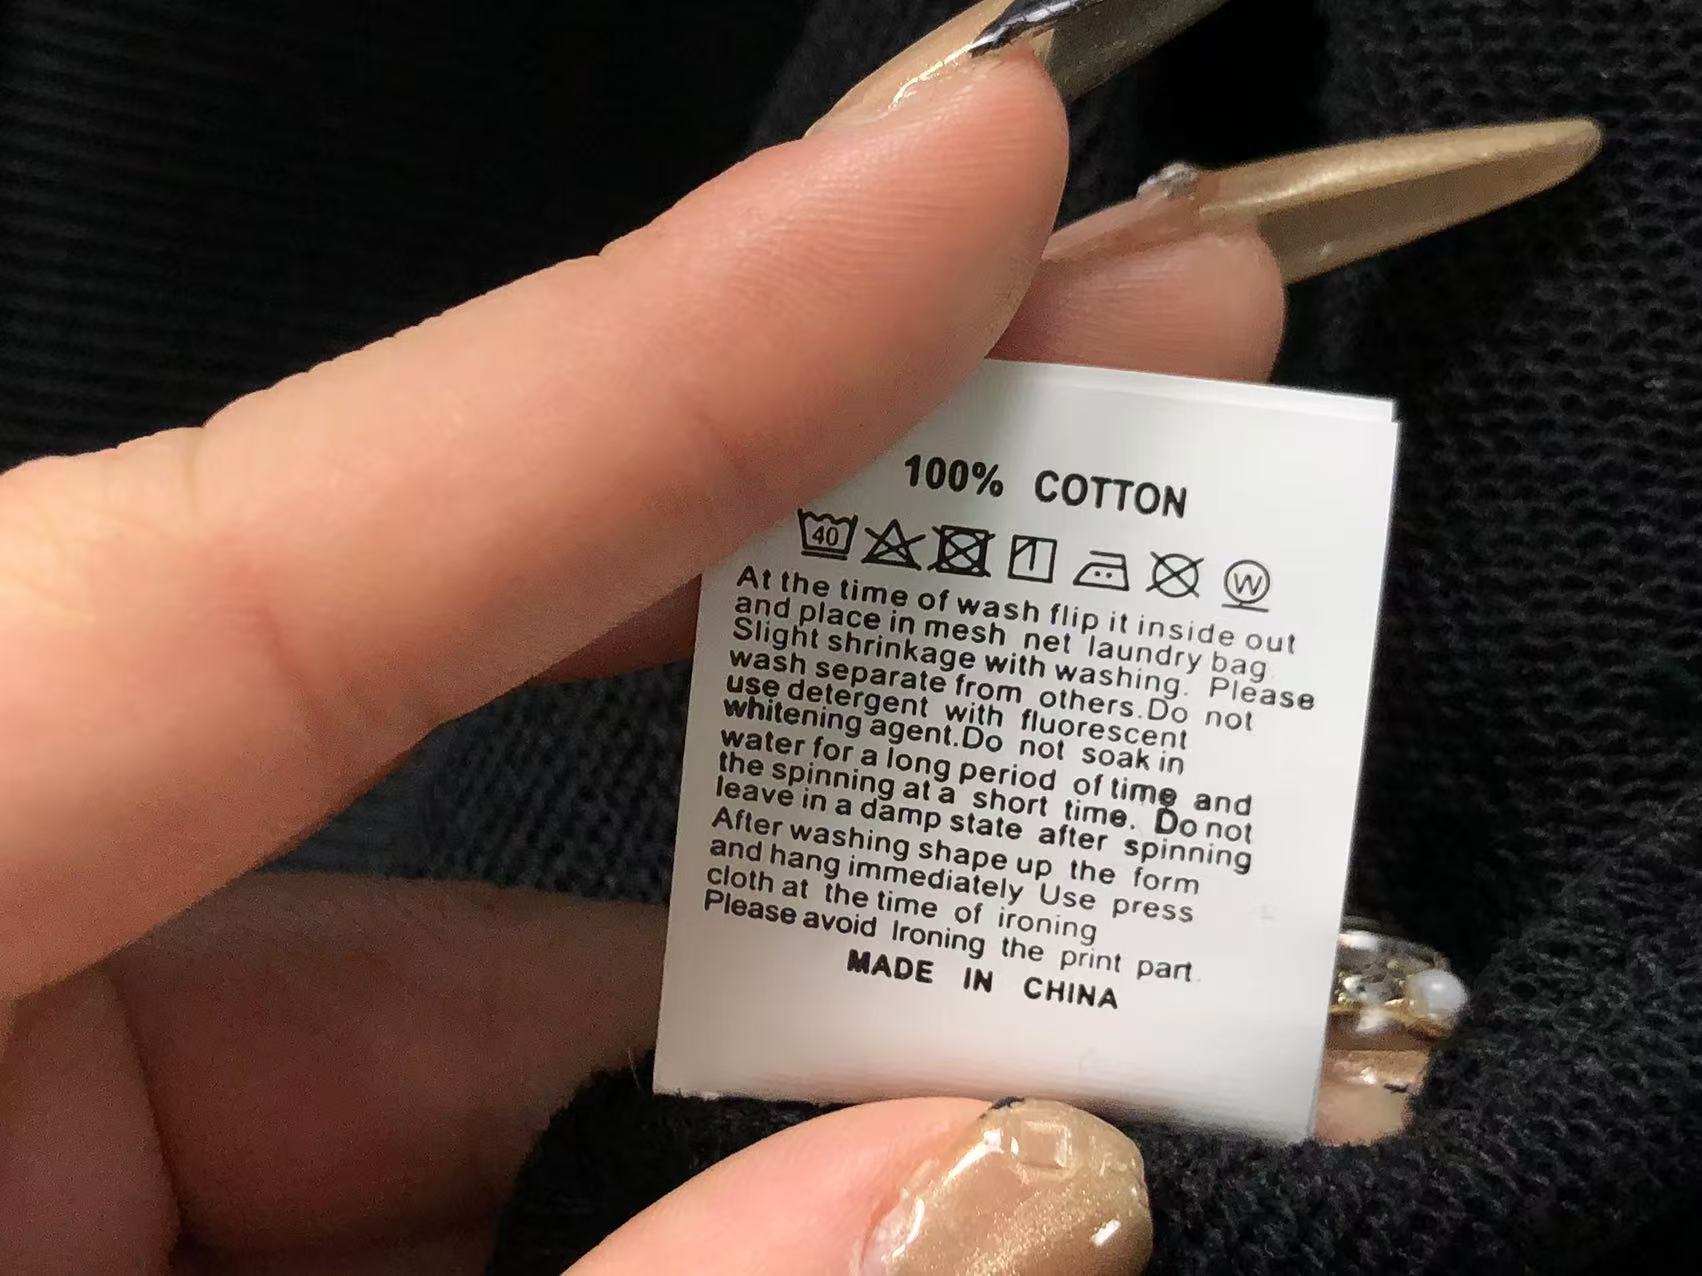 100% COTTON
40 W
At the time of wash flip it inside out
and place in mesh net laundry bag
Slight shrinkage with washing. Please
wash separate from others.Do not
use detergent with fluorescent
whitening agent.Do not soak in
water for a long period of time and
the spinning at a short time. Do not
leave in a damp state after spinning
After washing shape up the form
and hang immediately Use press
cloth at the time of ironing
Please avoid Ironing the print part.
MADE IN CHINA